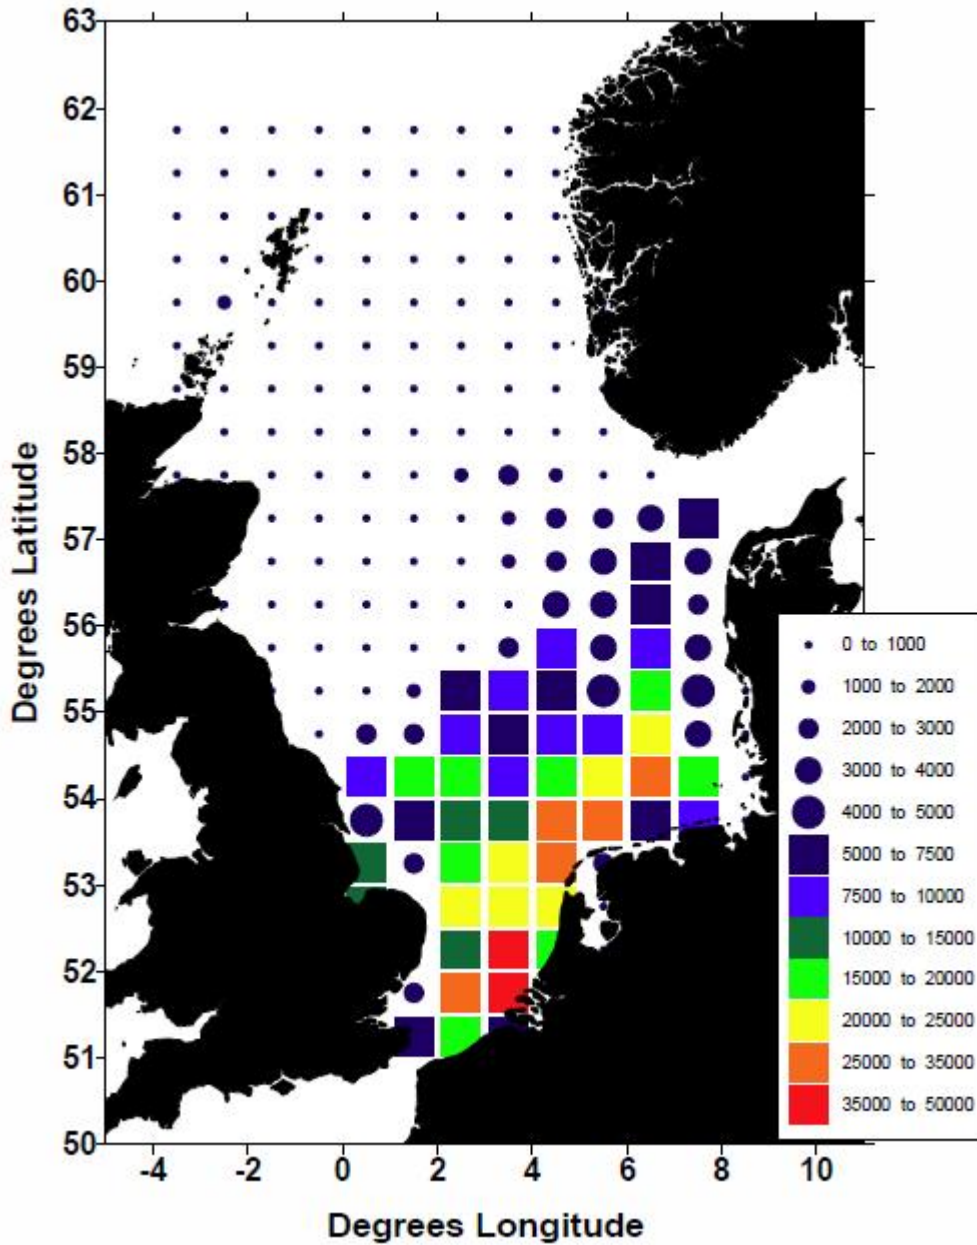 63
62
61
60
59
58
57
56
55
54
53
52
51
50
Degrees Latitude
0 to 1000
1000 to 2000
2000 to 3000
3000 to 4000
4000 to 5000
5000 to 7500
7500 to 10000
10000 to 15000
15000 to 20000
20000 to 25000
25000 to 35000
35000 to 50000
-4 -2 0 2 4 6 8 10
Degrees Longitude